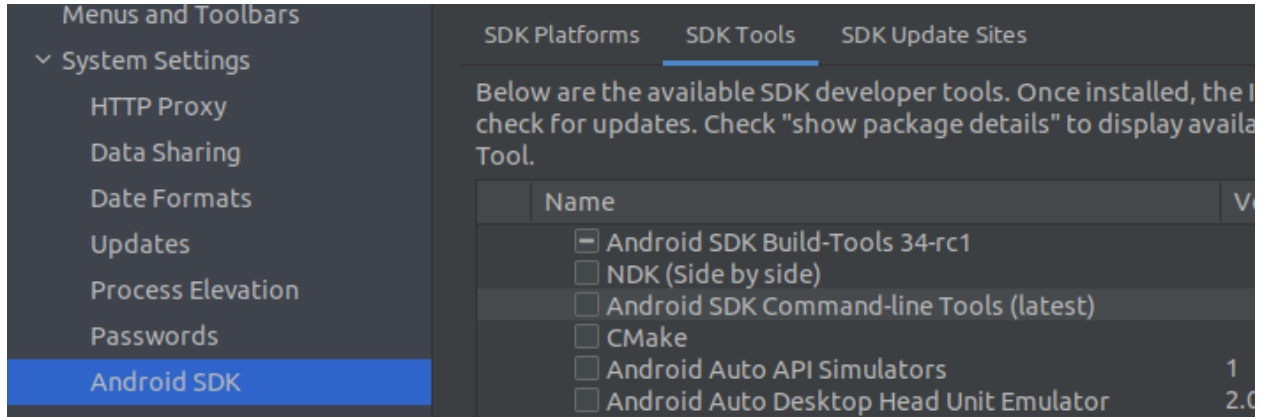 Menus and Toolbars
System Settings
HTTP Proxy
Data Sharing
Date Formats
Updates
Process Elevation
Passwords
Android SDK
SDK Platforms SDK Tools SDK Update Sites
Below are the available SDK developer tools. Once installed, the
check for updates. Check "show package details" to display
Tool.
Name
Android SDK Build-Tools 34-rc1
NDK (Side by side)
Android SDK Command-line Tools (latest)
CMake
Android Auto API Simulators 1
Android Auto Desktop Head Unit Emulator 2.0